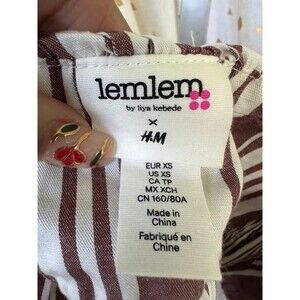 lemlem
by liya kebede
x
H&M
EUR XS
US XS
CA TP
MX XCH
CN 160/80A
Made in
China
Fabriqué en
Chine